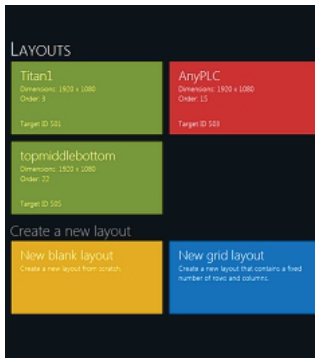 LAYOUTS
Titan1
Dimensions: 1920 x 1080
Order: 3
Target ID 501
AnyPLC
Dimensions: 1920 x 1080
Order: 15
Target ID 503
topmiddlebottom
Dimensions: 1920 x 1080
Order: 22
Target ID 505
Create a new layout
New blank layout
Create a new layout from scratch.
New grid layout
Create a new layout that contains a fixed
number of rows and columns.